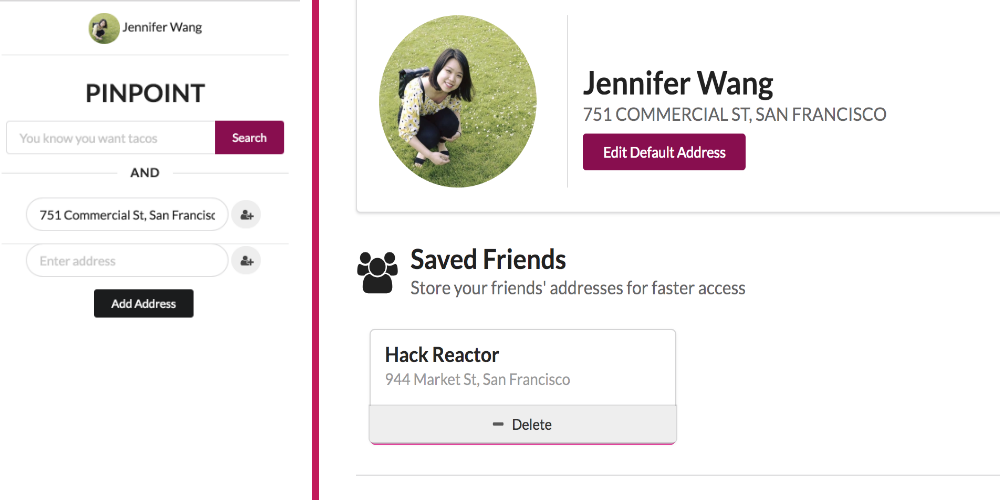 Jennifer Wang
PINPOINT
You know you want tacos
Search
AND
751 Commercial St, San Francisc
Enter address
Add Address
Jennifer Wang
751 COMMERCIAL ST, SAN FRANCISCO
Edit Default Address
Saved Friends
Store your friends' addresses for faster access
Hack Reactor
944 Market St, San Francisco
Delete